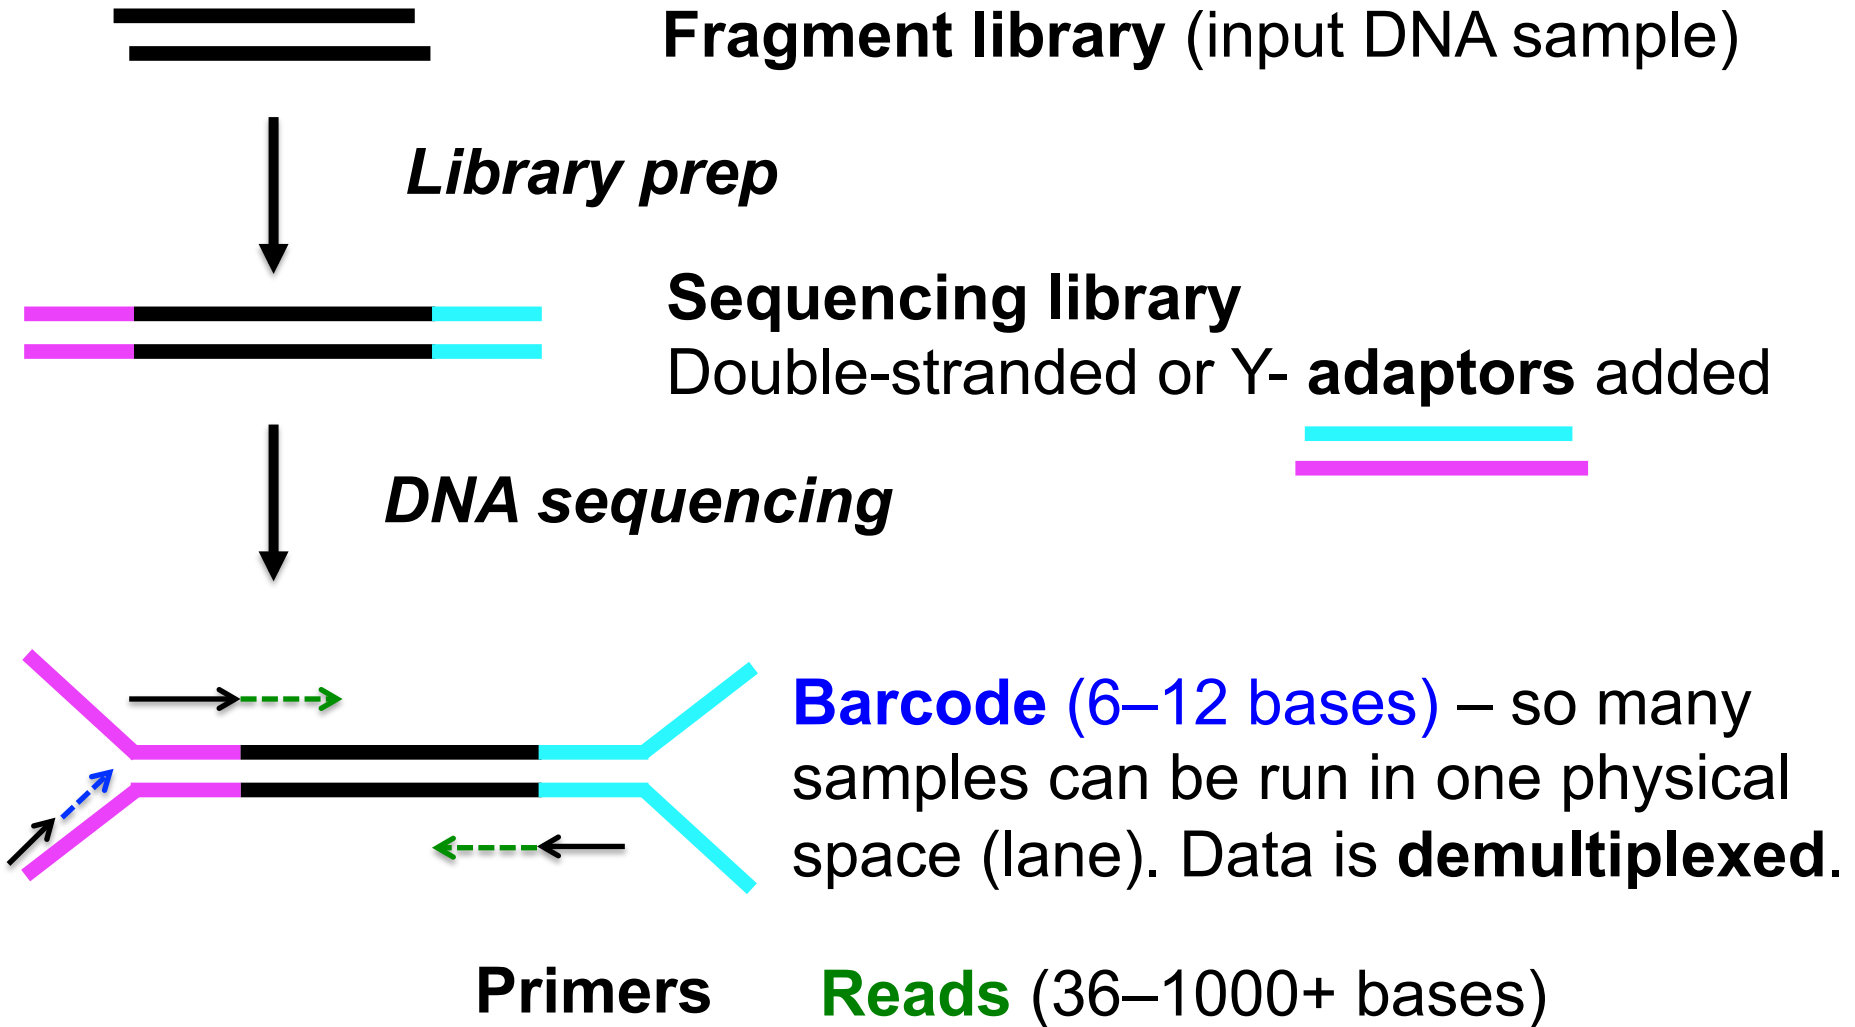 Fragment library (input DNA sample)
Library prep
Sequencing library
Double-stranded or Y- adaptors added
DNA sequencing
Barcode (6–12 bases) – so many
samples can be run in one physical
space (lane). Data is demultiplexed.
Primers Reads (36–1000+ bases)